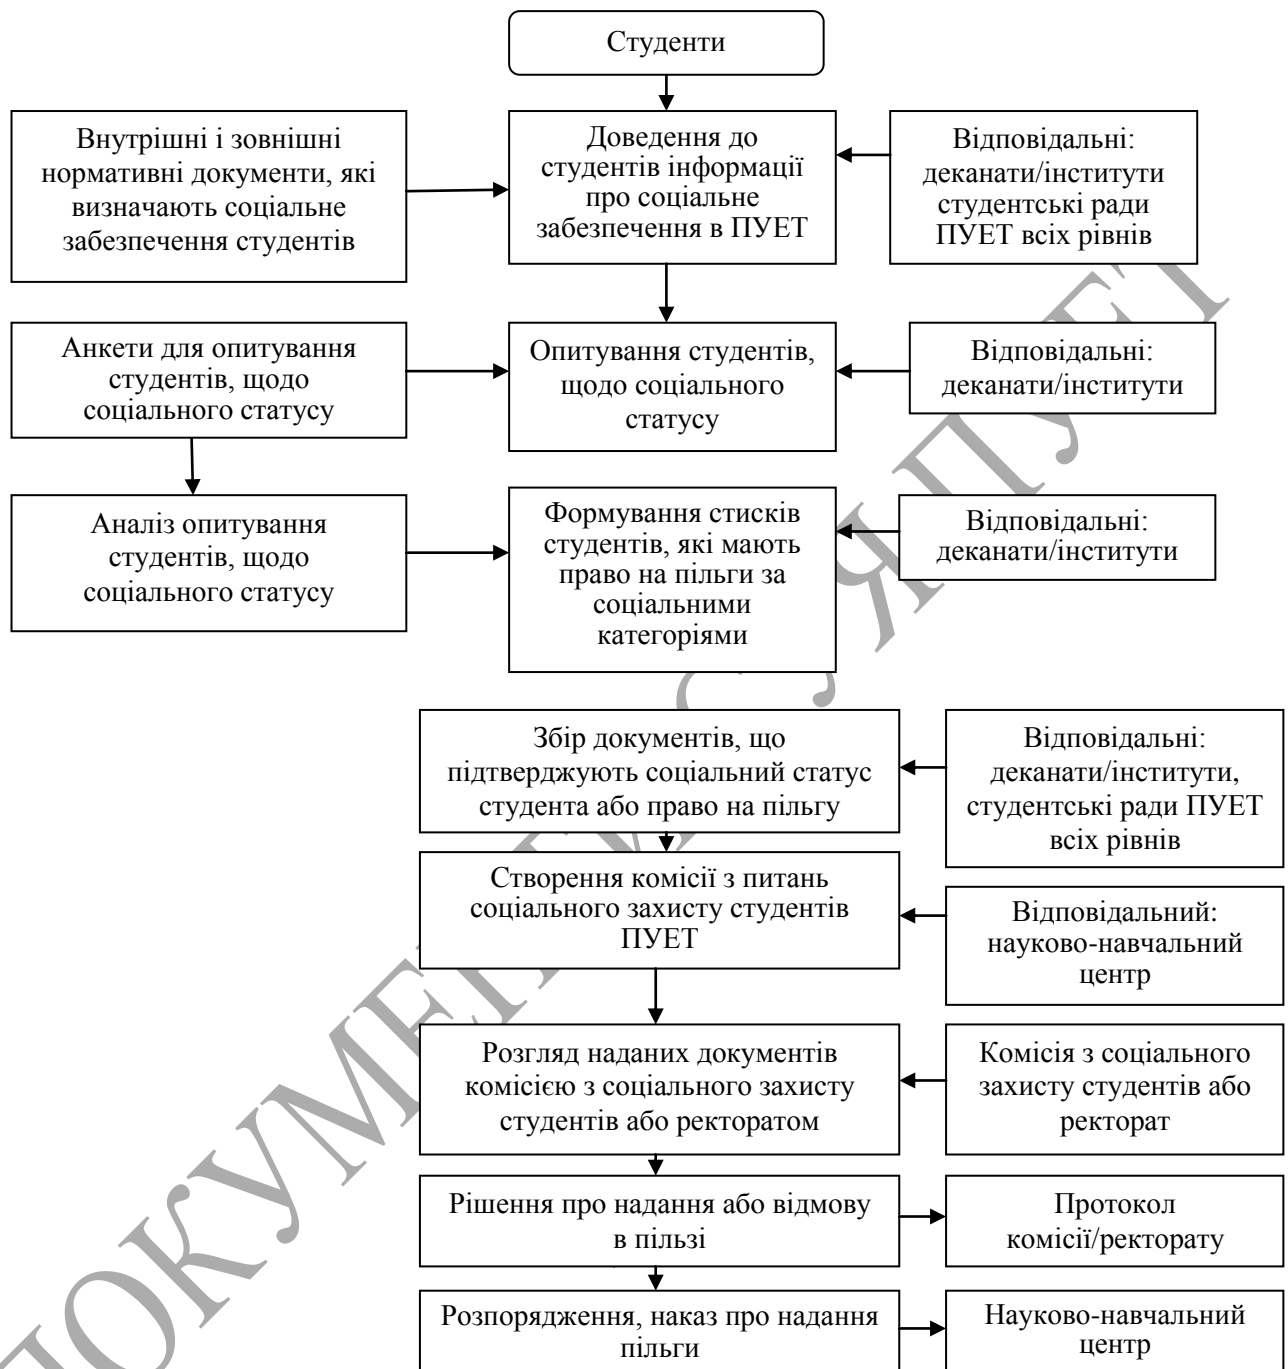 Студенти
Внутрішні і зовнішні
нормативні документи, які
визначають соціальне
забезпечення студентів
Доведення до
студентів інформації
про соціальне
забезпечення в ПУЕТ
Відповідальні:
деканати/інститути
студентські ради
ПУЕТ всіх рівнів
Анкети для опитування
студентів, щодо
соціального статусу
Опитування студентів,
щодо соціального
статусу
Відповідальні:
деканати/інститути
Аналіз опитування
студентів, щодо
соціального статусу
Формування стисків
студентів, які мають
право на пільги за
соціальними
категоріями
Відповідальні:
деканати/інститути
Збір документів, що
підтверджують соціальний статус
студента або право на пільгу
Відповідальні:
деканати/інститути,
студентські ради ПУЕТ
всіх рівнів
Створення комісії з питань
соціального захисту студентів
ПУЕТ
Відповідальний:
науково-навчальний
центр
Розгляд наданих документів
комісією з соціального захисту
студентів або ректоратом
Комісія з соціального
захисту студентів або
ректорат
Рішення про надання або відмову
в пільзі
Протокол
комісії/ректорату
Розпорядження, наказ про надання
пільги
Науково-навчальний
центр